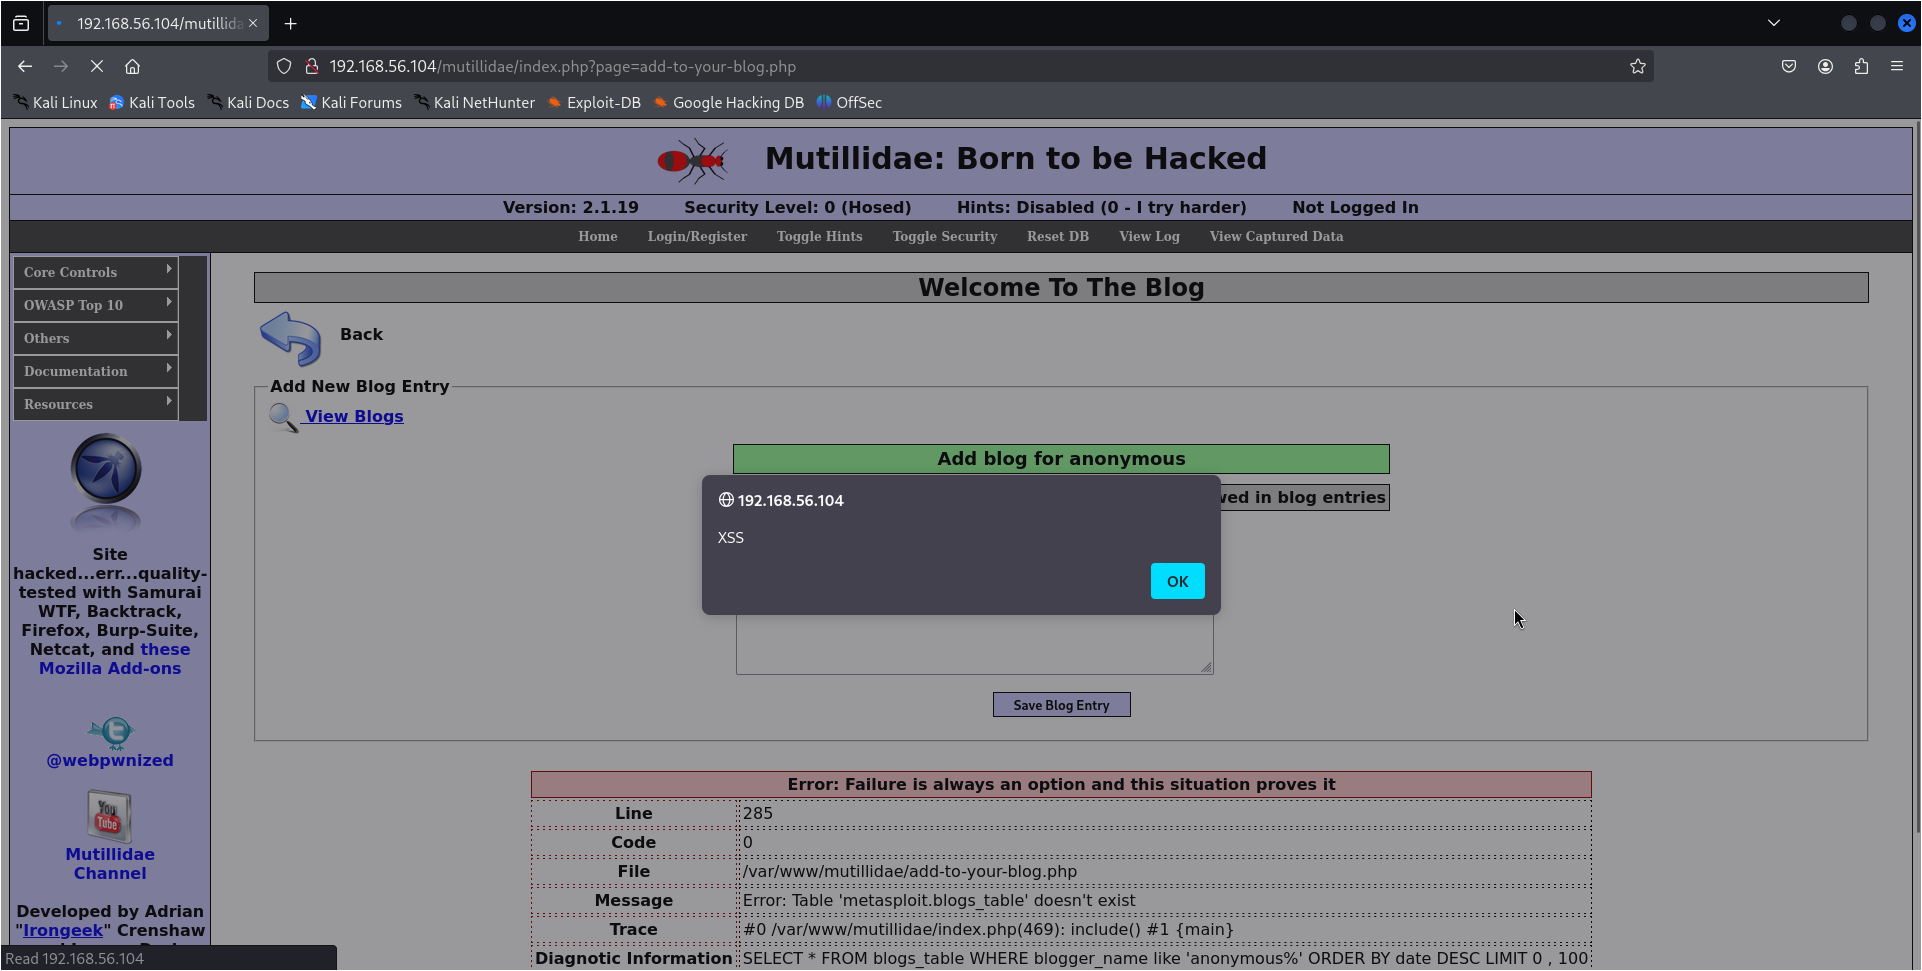 192.168.56.104/mutillida
192.168.56.104/mutillidae/index.php?page=add-to-your-blog.php
Kali Linux Kali Tools Kali Docs Kali Forums Kali NetHunter Exploit-DB Google Hacking DB OffSec
Mutillidae: Born to be Hacked
Version: 2.1.19 Security Level: 0 (Hosed) Hints: Disabled (0 - I try harder) Not Logged In
Home Login/Register Toggle Hints Toggle Security Reset DB View Log View Captured Data
Core Controls
OWASP Top 10
Others
Documentation
Resources
Site
hacked...err...quality-
tested with Samurai
WTF, Backtrack,
Firefox, Burp-Suite,
Netcat, and these
Mozilla Add-ons
@webpwnized
You
Tube
Mutillidae
Channel
Developed by Adrian
"Irongeek" Crenshaw
Read 192.168.56.104
Welcome To The Blog
Back
Add New Blog Entry
View Blogs
Add blog for anonymous
wed in blog entries
192.168.56.104
XSS
OK
Save Blog Entry
Error: Failure is always an option and this situation proves it
Line 285
Code 0
File /var/www/mutillidae/add-to-your-blog.php
Message Error: Table 'metasploit.blogs_table' doesn't exist
Trace #0 /var/www/mutillidae/index.php(469): include() #1 {main}
Diagnotic Information SELECT * FROM blogs_table WHERE blogger_name like 'anonymous%' ORDER BY date DESC LIMIT 0 , 100